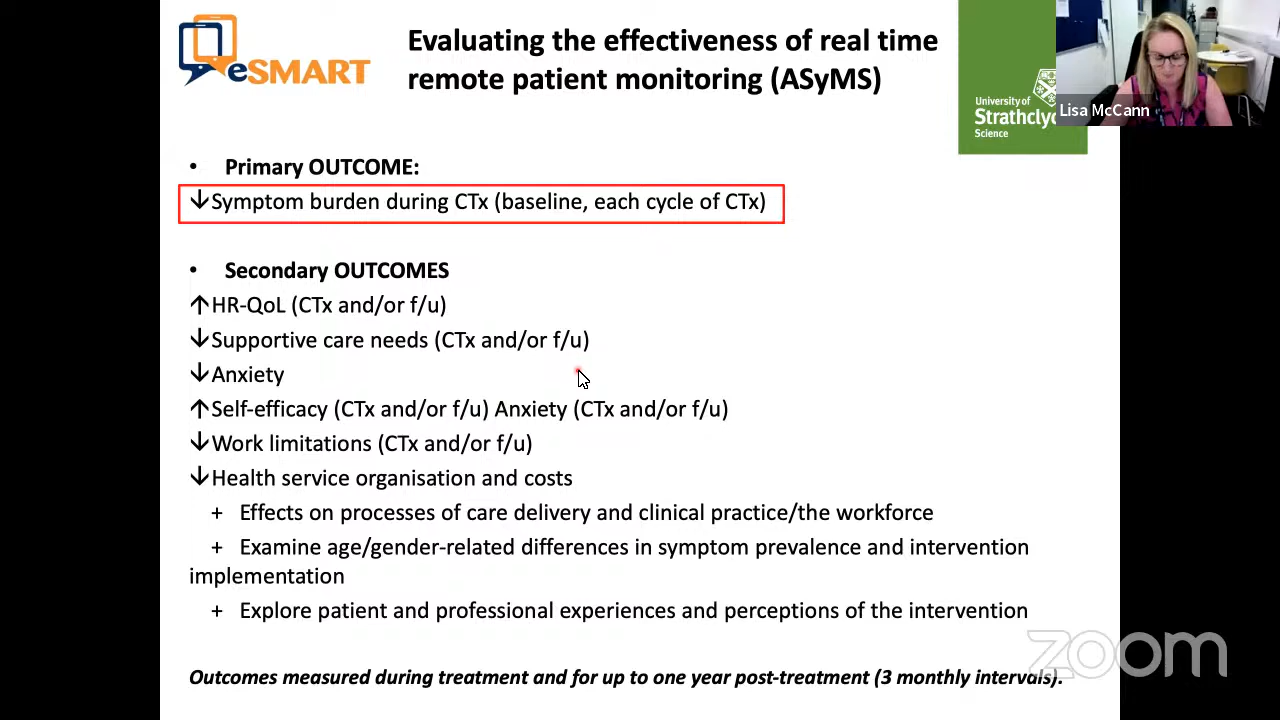 eSMART
Evaluating the effectiveness of real time
remote patient monitoring (ASyMS)
University of
Strathclyde
Science
Lisa McCann
• Primary OUTCOME:
↓Symptom burden during CTx (baseline, each cycle of CTx)
• Secondary OUTCOMES
↑HR-QoL (CTx and/or f/u)
↓Supportive care needs (CTx and/or f/u)
↓Anxiety
↑Self-efficacy (CTx and/or f/u) Anxiety (CTx and/or f/u)
↓Work limitations (CTx and/or f/u)
↓Health service organisation and costs
+ Effects on processes of care delivery and clinical practice/the workforce
+ Examine age/gender-related differences in symptom prevalence and intervention
implementation
+ Explore patient and professional experiences and perceptions of the intervention
Outcomes measured during treatment and for up to one year post-treatment (3 monthly intervals).
zoom